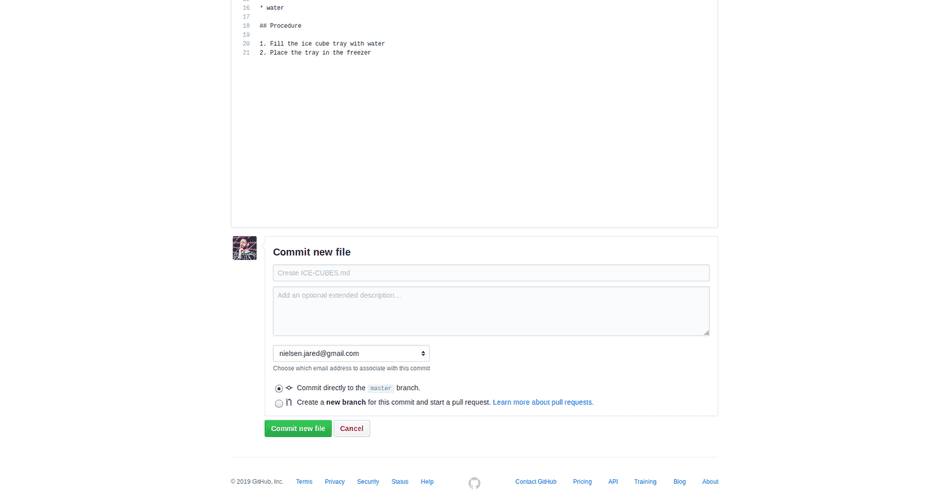 16 * water
17
18 ## Procedure
19
20 1. Fill the ice cube tray with water
21 2. Place the tray in the freezer
Commit new file
Create ICE-CUBES.md
Add an optional extended description…
nielsen.jared@gmail.com
Choose which email address to associate with this commit
Commit directly to the master branch.
Create a new branch for this commit and start a pull request. Learn more about pull requests.
Commit new file Cancel
© 2019 GitHub, Inc. Terms Privacy Security Status Help Contact GitHub Pricing API Training Blog About